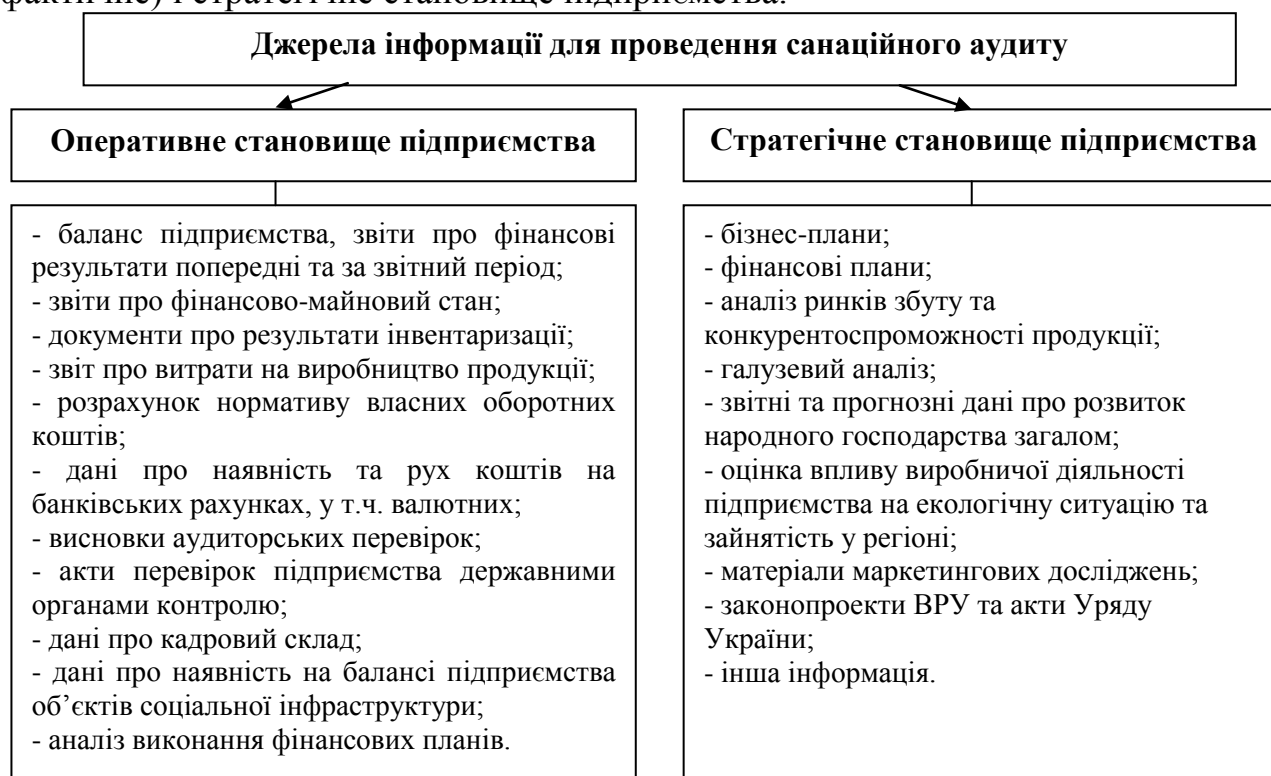 фактичне) і стратегічне становище підприємства.
Джерела інформації для проведення санаційного аудиту
Оперативне становище підприємства
- баланс підприємства, звіти про фінансові
результати попередні та за звітний період;
- звіти про фінансово-майновий стан;
- документи про результати інвентаризації;
- звіт про витрати на виробництво продукції;
- розрахунок нормативу власних оборотних
коштів;
- дані про наявність та рух коштів на
банківських рахунках, у т.ч. валютних;
- висновки аудиторських перевірок;
- акти перевірок підприємства державними
органами контролю;
- дані про кадровий склад;
- дані про наявність на балансі підприємства
об’єктів соціальної інфраструктури;
- аналіз виконання фінансових планів.
Стратегічне становище підприємства
- бізнес-плани;
- фінансові плани;
- аналіз ринків збуту та
конкурентоспроможності продукції;
- галузевий аналіз;
- звітні та прогнозні дані про розвиток
народного господарства загалом;
- оцінка впливу виробничої діяльності
підприємства на екологічну ситуацію та
зайнятість у регіоні;
- матеріали маркетингових досліджень;
- законопроекти ВРУ та акти Уряду
України;
- інша інформація.